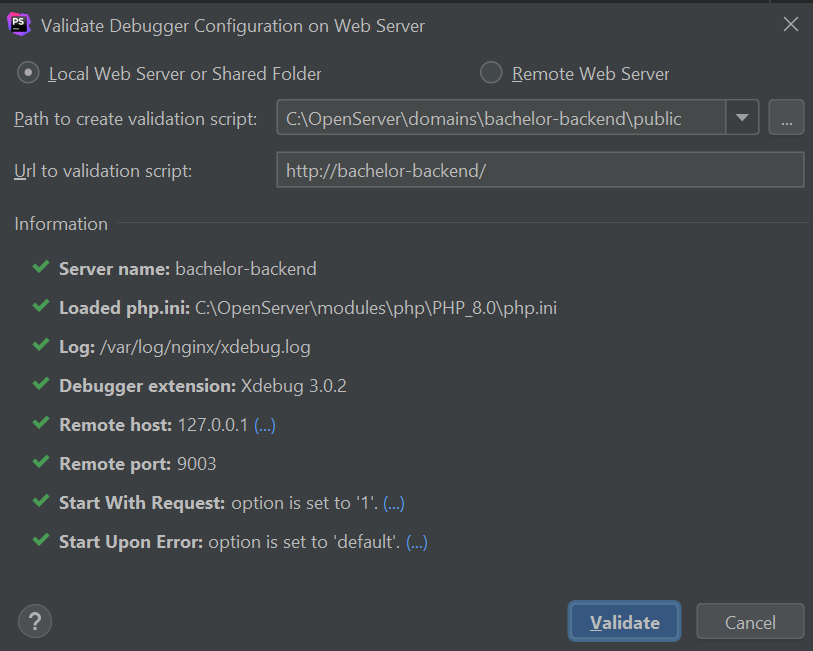 PS
Validate Debugger Configuration on Web Server
Local Web Server or Shared Folder
Remote Web Server
Path to create validation script: C:\OpenServer\domains\bachelor-backend\public ...
Url to validation script: http://bachelor-backend/
Information
Server name: bachelor-backend
Loaded php.ini: C:\OpenServer\modules\php\PHP_8.0\php.ini
Log: /var/log/nginx/xdebug.log
Debugger extension: Xdebug 3.0.2
Remote host: 127.0.0.1 (...)
Remote port: 9003
Start With Request: option is set to '1'. (...)
Start Upon Error: option is set to 'default'. (...)
? Validate Cancel